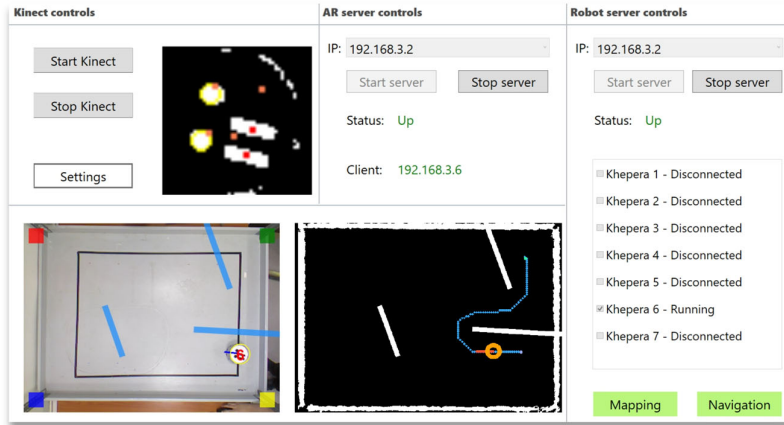 Kinect controls
Start Kinect
Stop Kinect
Settings
AR server controls
IP: 192.168.3.2
Start server
Stop server
Status: Up
Client: 192.168.3.6
Robot server controls
IP: 192.168.3.2
Start server
Stop server
Status: Up
Khepera 1 - Disconnected
Khepera 2 - Disconnected
Khepera 3 - Disconnected
Khepera 4 - Disconnected
Khepera 5 - Disconnected
Khepera 6 - Running
Khepera 7 - Disconnected
Mapping
Navigation